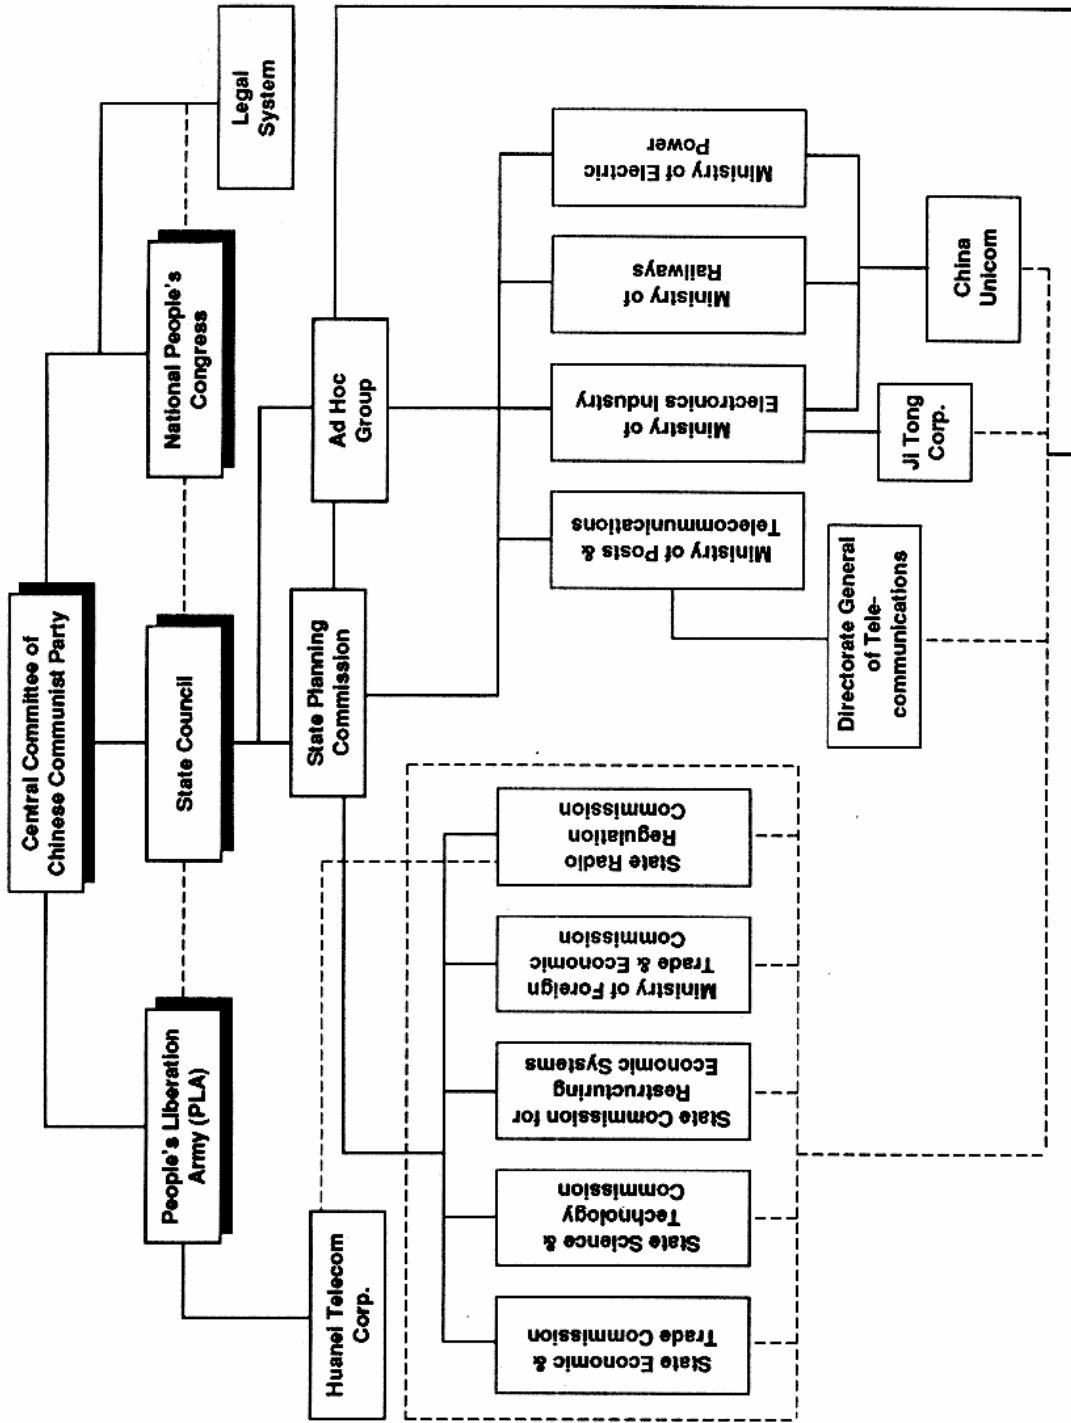 Central Committee of
Chinese Communist Party
People's Liberation
Army (PLA)
State Council
National People's
Congress
Legal
System
Huanei Telecom
Corp.
State Planning
Commission
Ad Hoc
Group
State Economic &
Trade Commission
State Science &
Technology
Commission
State Commission for
Restructuring
Economic Systems
Ministry of Foreign
Trade & Economic
Commission
State Radio
Regulation
Commission
Ministry of Posts &
Telecommunications
Ministry of
Electronics Industry
Ministry of
Railways
Ministry of Electric
Power
Directorate General
of Tele-
communications
Ji Tong
Corp.
China
Unicom